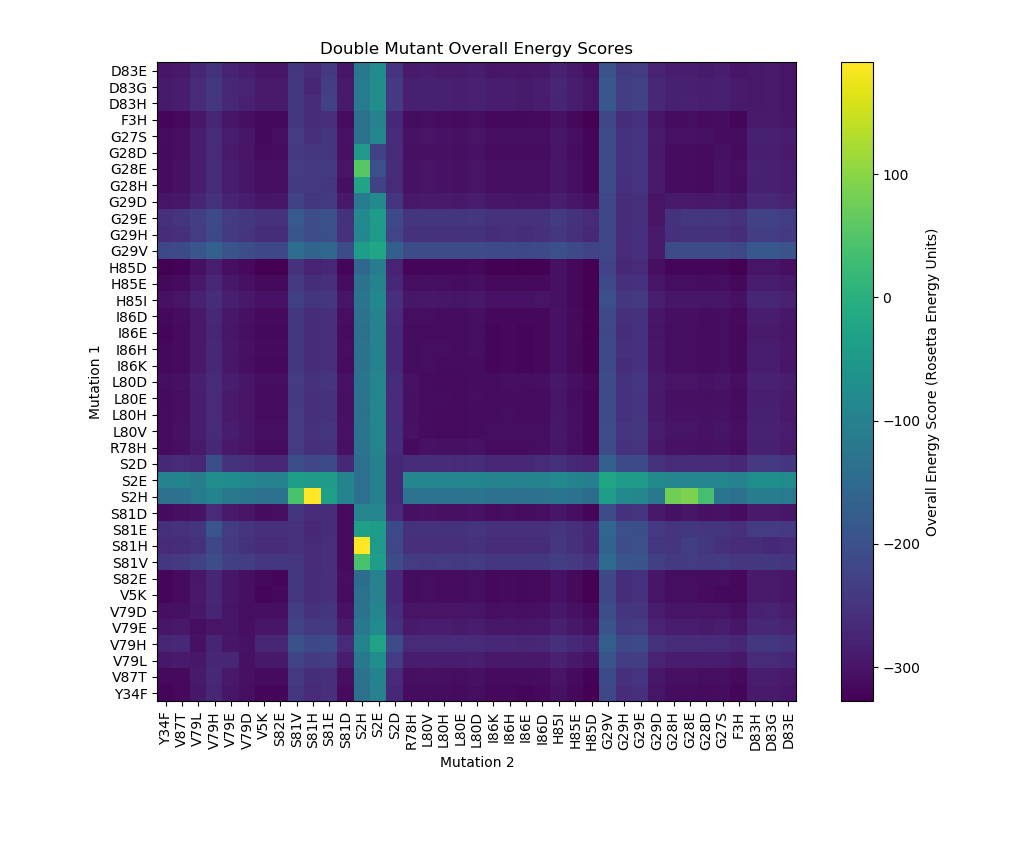 Double Mutant Overall Energy Scores
D83E
D83G
D83H
F3H
G27S
G28D
G28E
G28H
G29D
G29E
G29H
G29V
H85D
H85E
H85I
I86D
I86E
I86H
I86K
L80D
L80E
L80H
L80V
R78H
S2D
S2E
S2H
S81D
S81E
S81H
S81V
S82E
V5K
V79D
V79E
V79H
V79L
V87T
Y34F
Mutation 1
Y34F V87T V79L V79H V79E V79D V5K S82E S81V S81H S81E S81D S2H S2E S2D R78H L80V L80H L80E L80D I86K I86H I86E I86D H85I H85E H85D G29V G29H G29E G29D G28H G28E G28D G27S F3H D83H D83G D83E
Mutation 2
100
0
−100
−200
−300
Overall Energy Score (Rosetta Energy Units)